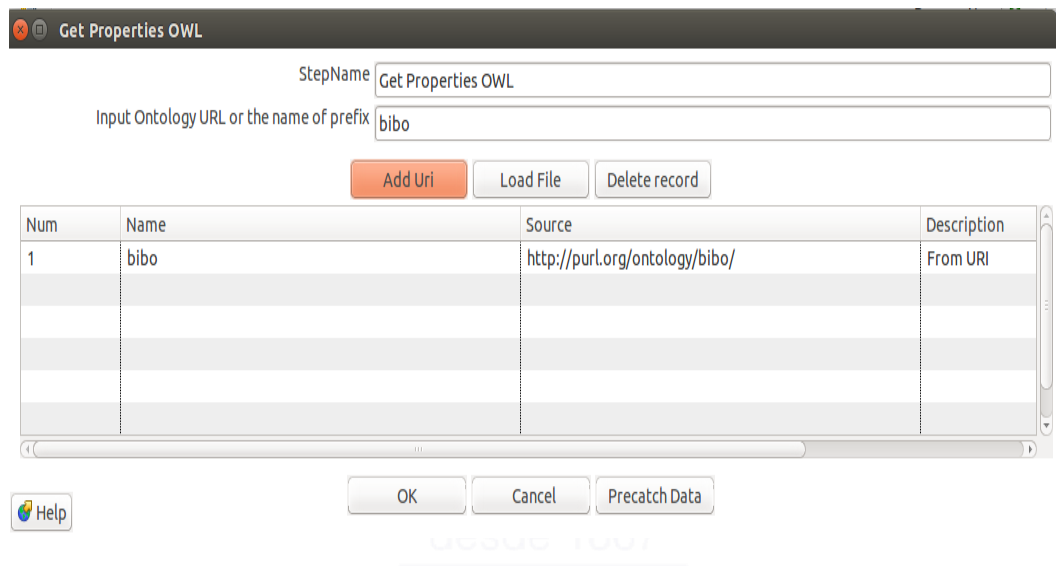 Get Properties OWL
StepName Get Properties OWL
Input Ontology URL or the name of prefix bibo
Add Uri Load File Delete record
Num Name Source Description
1 bibo http://purl.org/ontology/bibo/ From URI
OK Cancel Precatch Data
Help
desde 1867